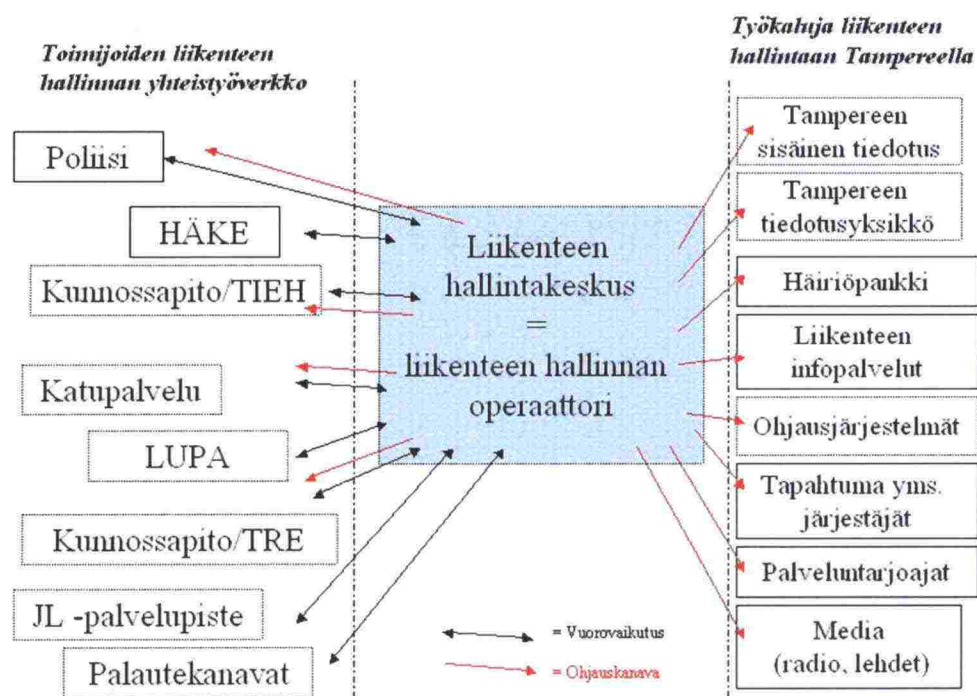 Toimijoiden liikenteen
hallinnan yhteistyöverkko
Poliisi
HÄKE
Kunnossapito/TIEH
Katupalvelu
LUPA
Kunnossapito/TRE
JL -palvelupiste
Palautekanavat
Liikenteen
hallintakeskus
=
liikenteen hallinnan
operaattori
= Vuorovaikutus
= Ohjauskanava
Työkaluja liikenteen
hallintaan Tampereella
Tampereen
sisäinen tiedotus
Tampereen
tiedotusyksikkö
Häiriöpankki
Liikenteen
infopalvelut
Ohjausjärjestelmät
Tapahtuma yms.
järjestäjät
Palveluntarjoajat
Media
(radio, lehdet)